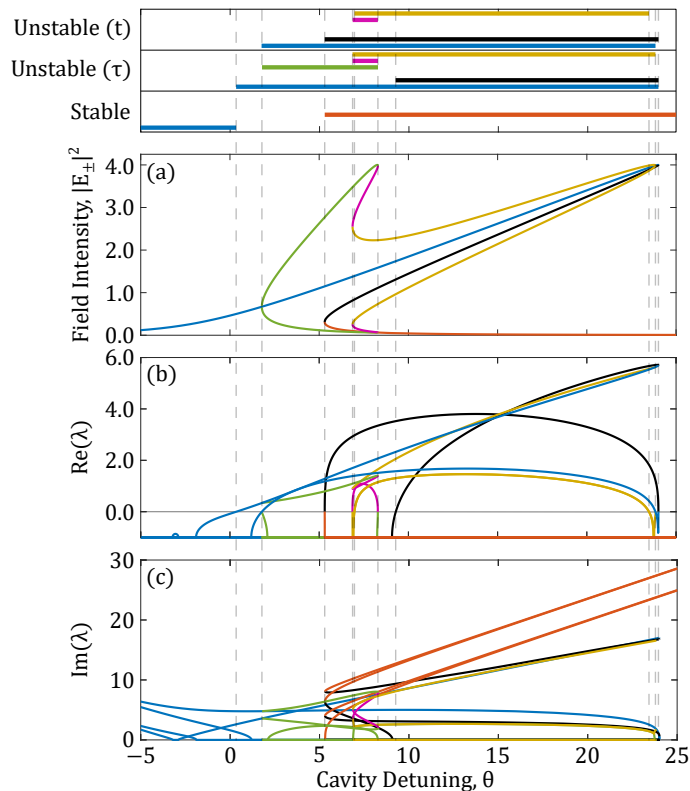 Unstable (t)
Unstable (τ)
Stable
(a)
Field Intensity, |E±|²
4.0
3.0
2.0
1.0
0.0
(b)
Re(λ)
6.0
4.0
2.0
0.0
(c)
Im(λ)
30
20
10
0
-5 0 5 10 15 20 25
Cavity Detuning, θ